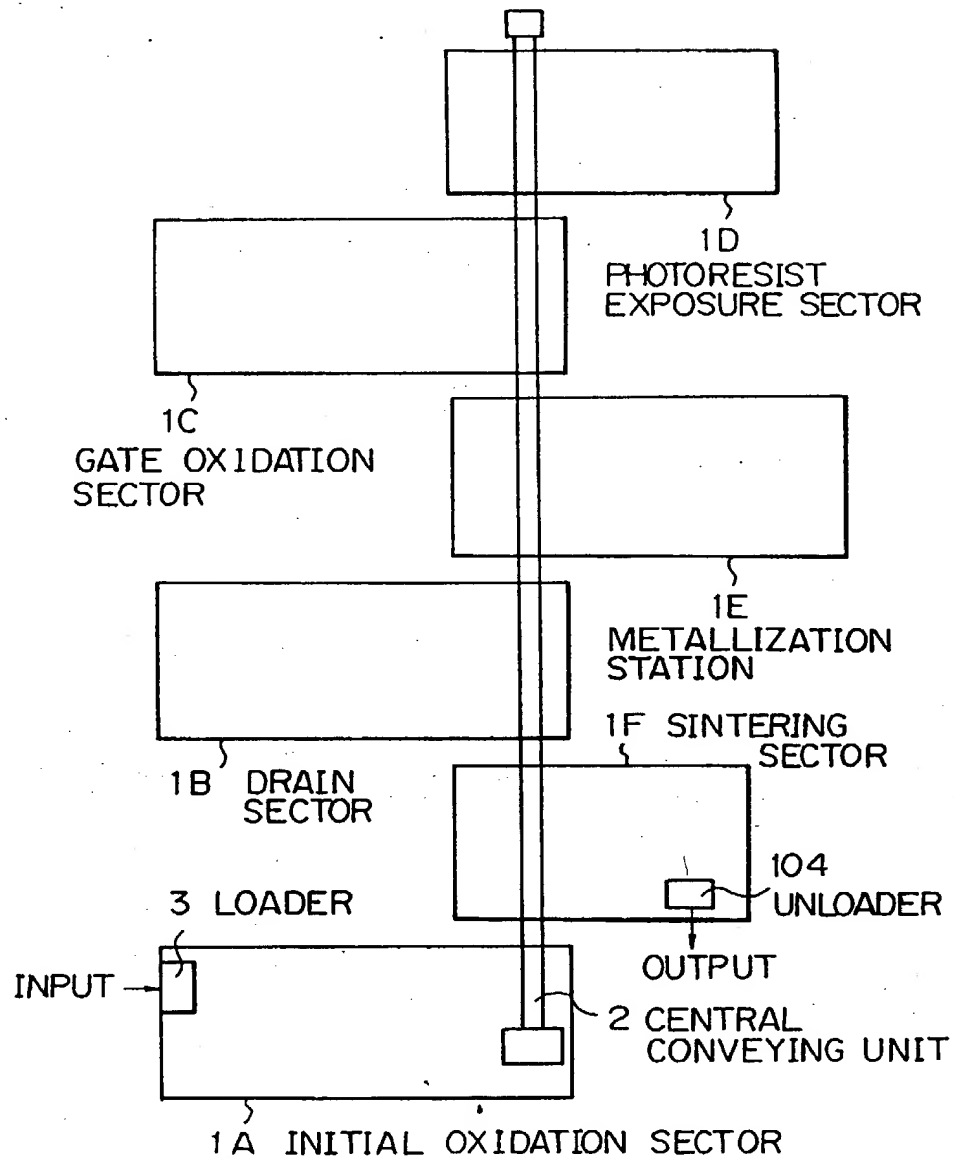 1D
PHOTORESIST
EXPOSURE SECTOR
1C
GATE OXIDATION
SECTOR
1E
METALLIZATION
STATION
1F SINTERING
SECTOR
1B DRAIN
SECTOR
104
UNLOADER
3 LOADER
OUTPUT
INPUT
2 CENTRAL
CONVEYING UNIT
1A INITIAL OXIDATION SECTOR